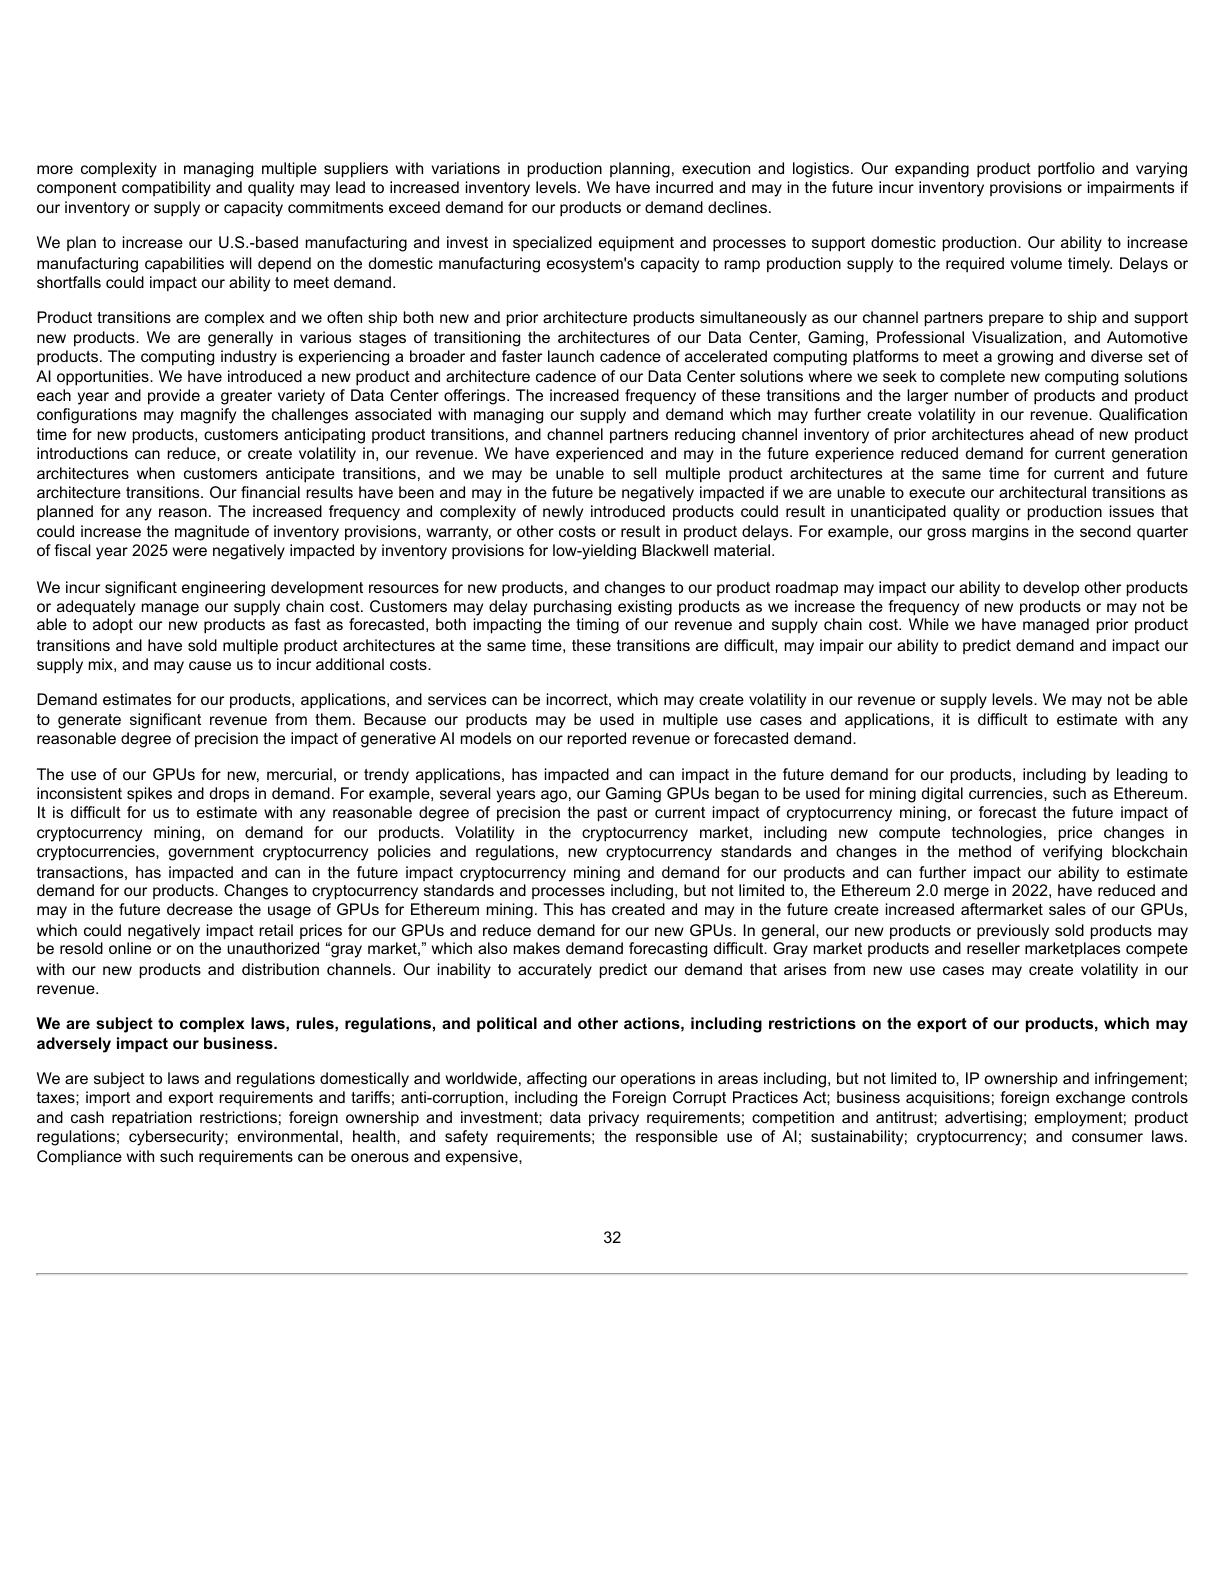 more complexity in managing multiple suppliers with variations in production planning, execution and logistics. Our expanding product portfolio and varying
component compatibility and quality may lead to increased inventory levels. We have incurred and may in the future incur inventory provisions or impairments if
our inventory or supply or capacity commitments exceed demand for our products or demand declines.
We plan to increase our U.S.-based manufacturing and invest in specialized equipment and processes to support domestic production. Our ability to increase
manufacturing capabilities will depend on the domestic manufacturing ecosystem's capacity to ramp production supply to the required volume timely. Delays or
shortfalls could impact our ability to meet demand.
Product transitions are complex and we often ship both new and prior architecture products simultaneously as our channel partners prepare to ship and support
new products. We are generally in various stages of transitioning the architectures of our Data Center, Gaming, Professional Visualization, and Automotive
products. The computing industry is experiencing a broader and faster launch cadence of accelerated computing platforms to meet a growing and diverse set of
AI opportunities. We have introduced a new product and architecture cadence of our Data Center solutions where we seek to complete new computing solutions
each year and provide a greater variety of Data Center offerings. The increased frequency of these transitions and the larger number of products and product
configurations may magnify the challenges associated with managing our supply and demand which may further create volatility in our revenue. Qualification
time for new products, customers anticipating product transitions, and channel partners reducing channel inventory of prior architectures ahead of new product
introductions can reduce, or create volatility in, our revenue. We have experienced and may in the future experience reduced demand for current generation
architectures when customers anticipate transitions, and we may be unable to sell multiple product architectures at the same time for current and future
architecture transitions. Our financial results have been and may in the future be negatively impacted if we are unable to execute our architectural transitions as
planned for any reason. The increased frequency and complexity of newly introduced products could result in unanticipated quality or production issues that
could increase the magnitude of inventory provisions, warranty, or other costs or result in product delays. For example, our gross margins in the second quarter
of fiscal year 2025 were negatively impacted by inventory provisions for low-yielding Blackwell material.
We incur significant engineering development resources for new products, and changes to our product roadmap may impact our ability to develop other products
or adequately manage our supply chain cost. Customers may delay purchasing existing products as we increase the frequency of new products or may not be
able to adopt our new products as fast as forecasted, both impacting the timing of our revenue and supply chain cost. While we have managed prior product
transitions and have sold multiple product architectures at the same time, these transitions are difficult, may impair our ability to predict demand and impact our
supply mix, and may cause us to incur additional costs.
Demand estimates for our products, applications, and services can be incorrect, which may create volatility in our revenue or supply levels. We may not be able
to generate significant revenue from them. Because our products may be used in multiple use cases and applications, it is difficult to estimate with any
reasonable degree of precision the impact of generative AI models on our reported revenue or forecasted demand.
The use of our GPUs for new, mercurial, or trendy applications, has impacted and can impact in the future demand for our products, including by leading to
inconsistent spikes and drops in demand. For example, several years ago, our Gaming GPUs began to be used for mining digital currencies, such as Ethereum.
It is difficult for us to estimate with any reasonable degree of precision the past or current impact of cryptocurrency mining, or forecast the future impact of
cryptocurrency mining, on demand for our products. Volatility in the cryptocurrency market, including new compute technologies, price changes in
cryptocurrencies, government cryptocurrency policies and regulations, new cryptocurrency standards and changes in the method of verifying blockchain
transactions, has impacted and can in the future impact cryptocurrency mining and demand for our products and can further impact our ability to estimate
demand for our products. Changes to cryptocurrency standards and processes including, but not limited to, the Ethereum 2.0 merge in 2022, have reduced and
may in the future decrease the usage of GPUs for Ethereum mining. This has created and may in the future create increased aftermarket sales of our GPUs,
which could negatively impact retail prices for our GPUs and reduce demand for our new GPUs. In general, our new products or previously sold products may
be resold online or on the unauthorized “gray market,” which also makes demand forecasting difficult. Gray market products and reseller marketplaces compete
with our new products and distribution channels. Our inability to accurately predict our demand that arises from new use cases may create volatility in our
revenue.
We are subject to complex laws, rules, regulations, and political and other actions, including restrictions on the export of our products, which may
adversely impact our business.
We are subject to laws and regulations domestically and worldwide, affecting our operations in areas including, but not limited to, IP ownership and infringement;
taxes; import and export requirements and tariffs; anti-corruption, including the Foreign Corrupt Practices Act; business acquisitions; foreign exchange controls
and cash repatriation restrictions; foreign ownership and investment; data privacy requirements; competition and antitrust; advertising; employment; product
regulations; cybersecurity; environmental, health, and safety requirements; the responsible use of AI; sustainability; cryptocurrency; and consumer laws.
Compliance with such requirements can be onerous and expensive,
32